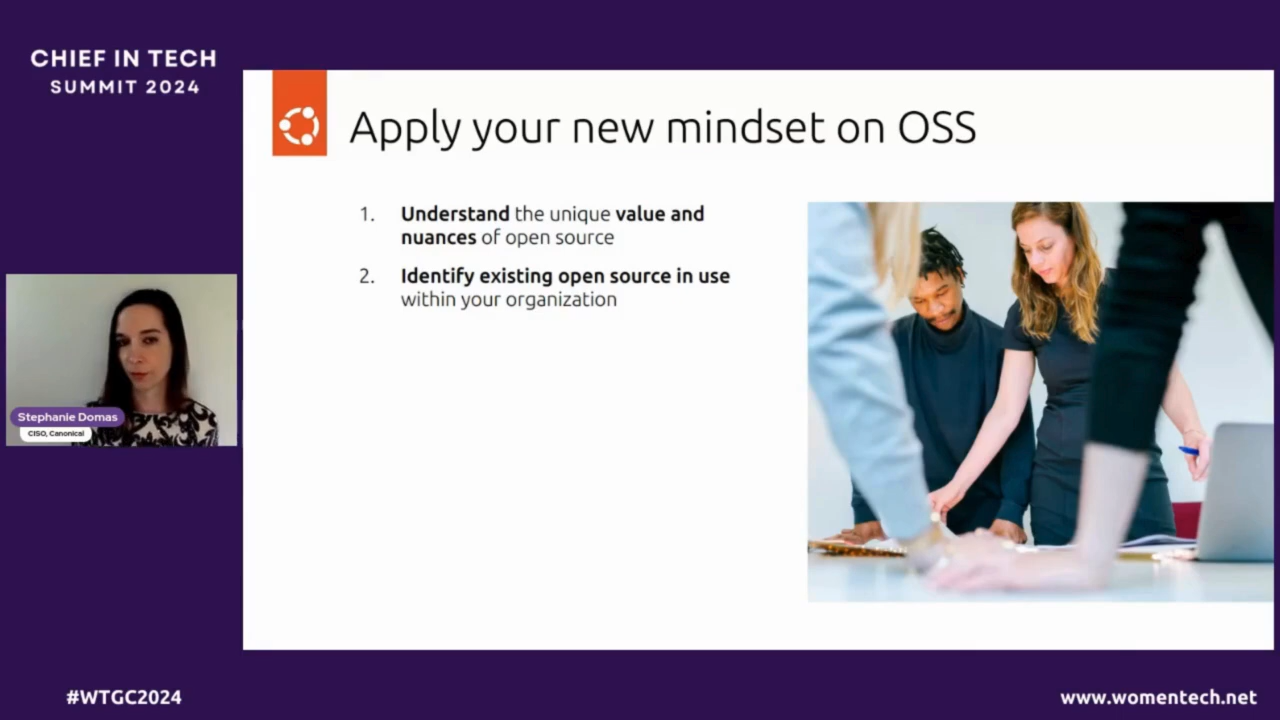 CHIEF IN TECH
SUMMIT 2024
Apply your new mindset on OSS
1. Understand the unique value and
nuances of open source
2. Identify existing open source in use
within your organization
Stephanie Domas
CISO, Canonical
#WTGC2024
www.womentech.net